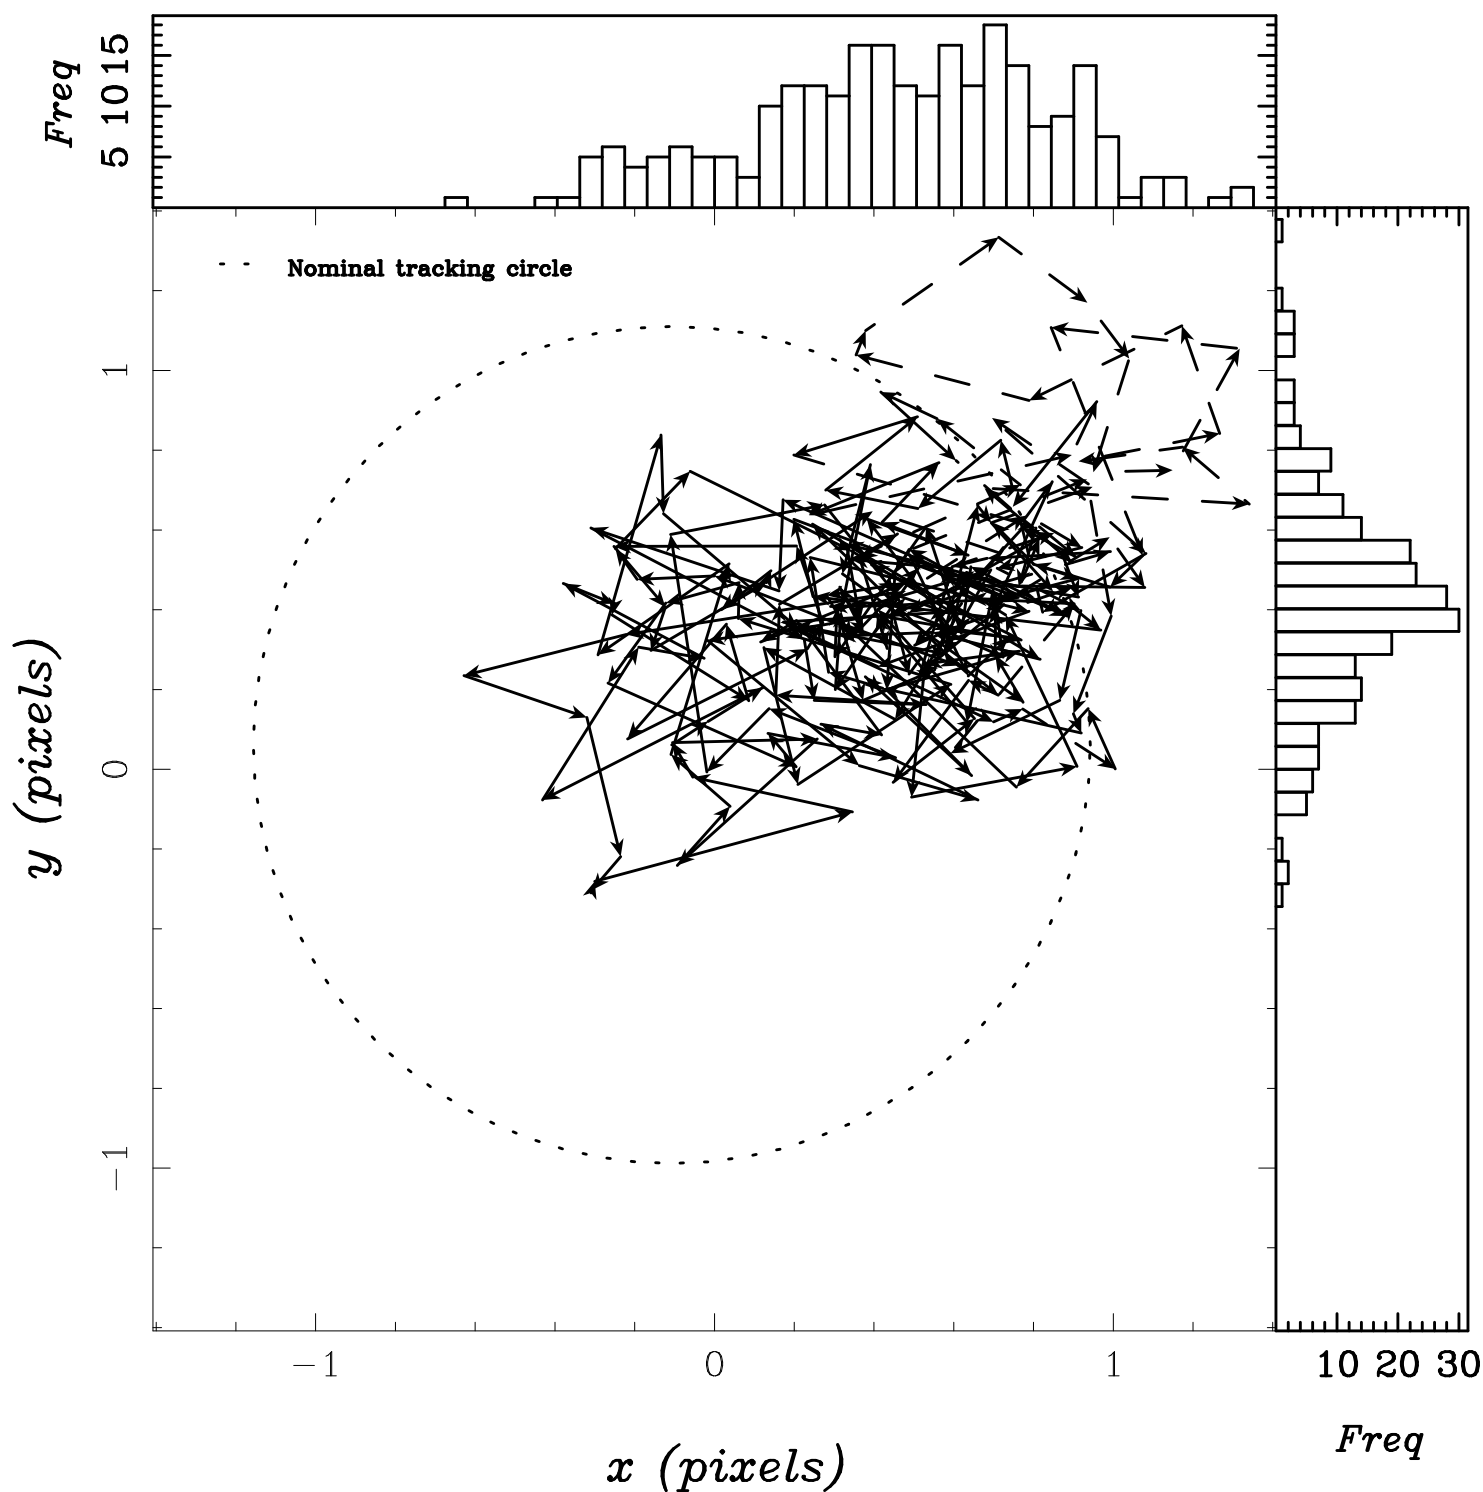 Freq
5 10 15
Nominal tracking circle
1
0
−1
y (pixels)
−1 0 1
10 20 30
Freq
x (pixels)